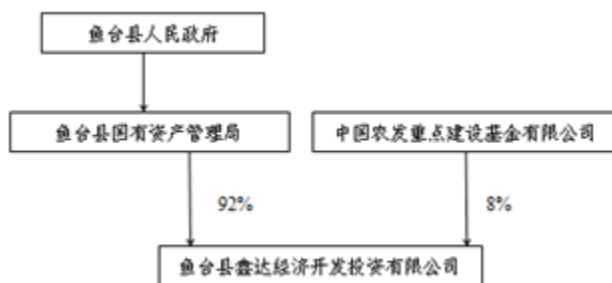 鱼台县人民政府
鱼台县国有资产管理局
中国农发重点建设基金有限公司
92%
8%
鱼台县鑫达经济开发投资有限公司